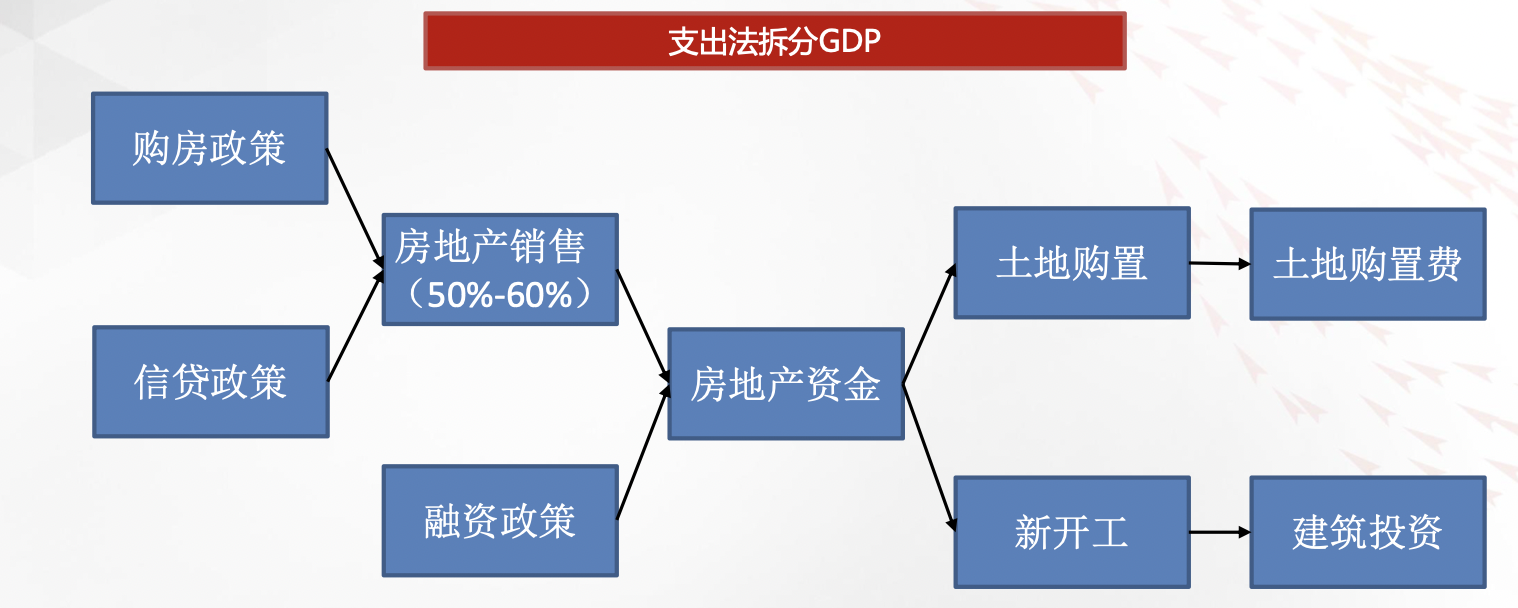 支出法拆分GDP
购房政策
房地产销售
（50%-60%）
信贷政策
融资政策
房地产资金
土地购置
土地购置费
新开工
建筑投资